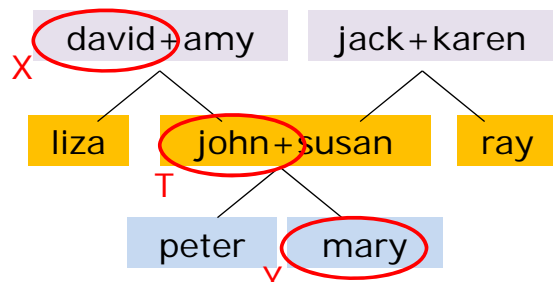 david+amy jack+karen
X
liza john+susan ray
T
peter mary
Y